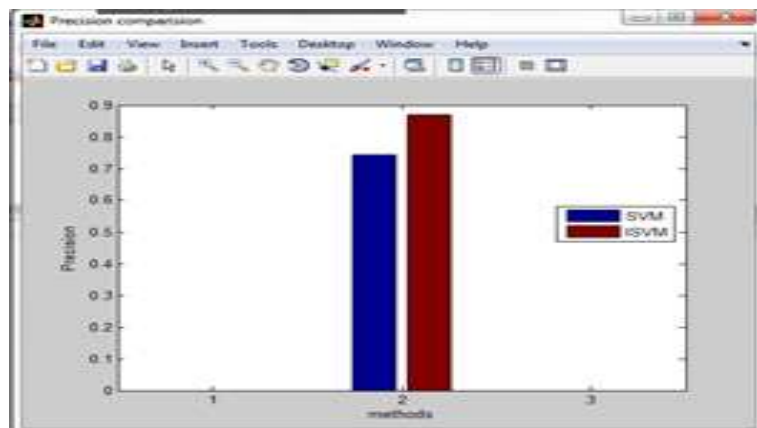 Precision comparision
File Edit View Insert Tools Desktop Window Help
0.9
0.8
0.7
0.6
0.5
0.4
0.3
0.2
0.1
0
Precision
SVM
ISVM
1 2 3
methods